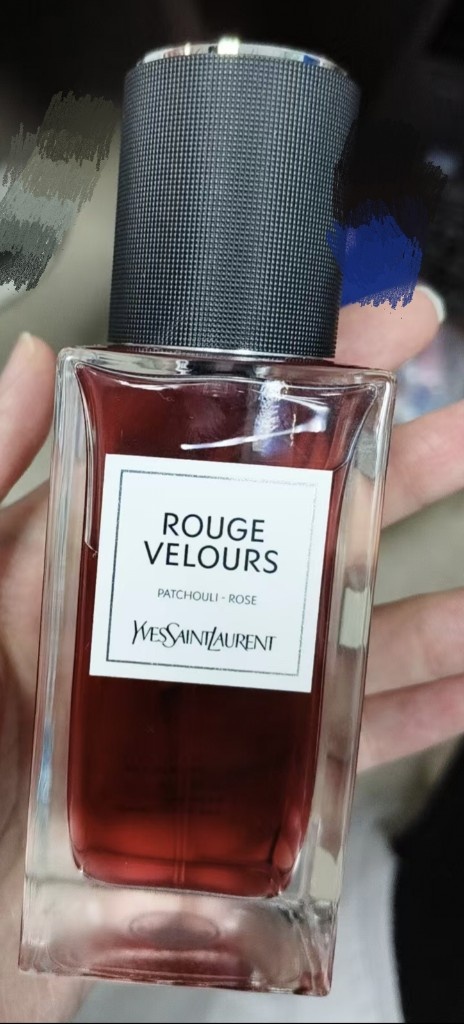 ROUGE
VELOURS
PATCHOULI - ROSE
YVESSAINTLAURENT